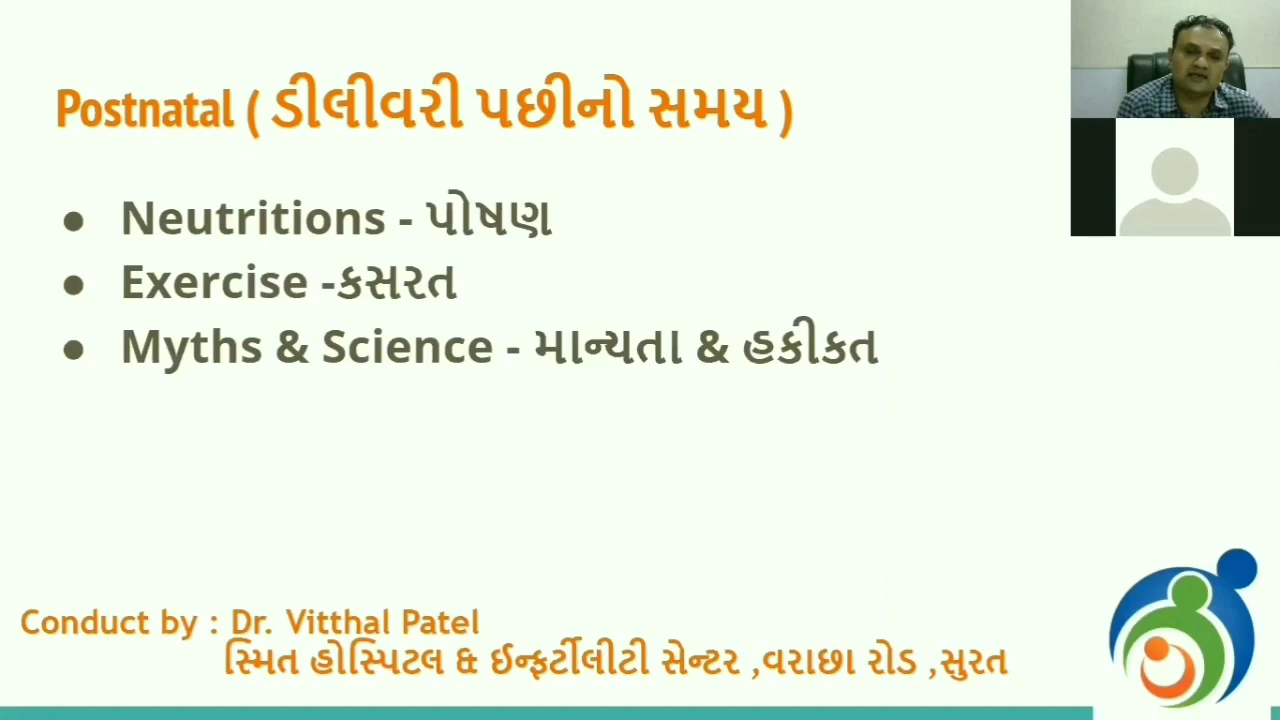 Postnatal ( ડીલીવરી પછીનો સમય )
● Neutritions - પોષણ
● Exercise -કસરત
● Myths & Science - માન્યતા & હકીકત
Conduct by : Dr. Vitthal Patel
સ્મિત હોસ્પિટલ & ઈન્ફર્ટીલીટી સેન્ટર ,વરાછા રોડ ,સુરત